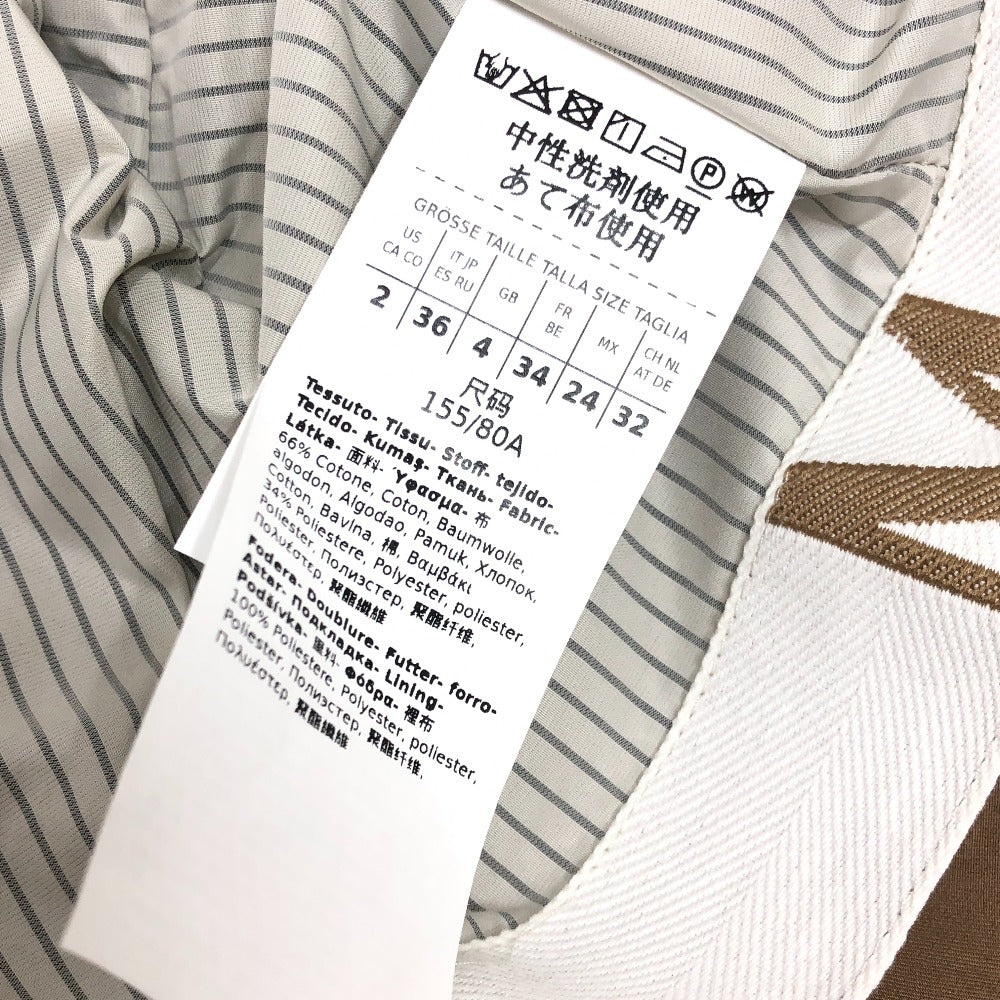 中性洗剤使用
あて布使用
GRÖSSE TAILLE TALLA SIZE TAGLIA
US CA CO
IT JP ES RU
GR
FR BE
MX
CH NL AT DE
2 36 4 34 24 32
尺码
155/80A
Tessuto- Tissu- Stoff- tejido-
Tecido- Kumaş- Ткань- Fabric-
Látka- 面料- Ύφασμα- 布
66% Cotone, Coton, Baumwolle,
algodon, Algodao, Pamuk, Хлопок,
Cotton, Bavlna, 棉, Βαμβάκι
34% Poliestere, Polyester, poliester,
Poliester, Полиэстер, 聚酯纤维,
Πολυέστερ, 聚酯纖維
Fodera- Doublure- Futter- forro-
Astar- Подкладка- Lining-
Podšívka- 里料- Φόδρα- 裡布
100% Poliestere, Polyester, poliester,
Poliester, Полиэстер, 聚酯纤维,
Πολυέστερ, 聚酯纖維